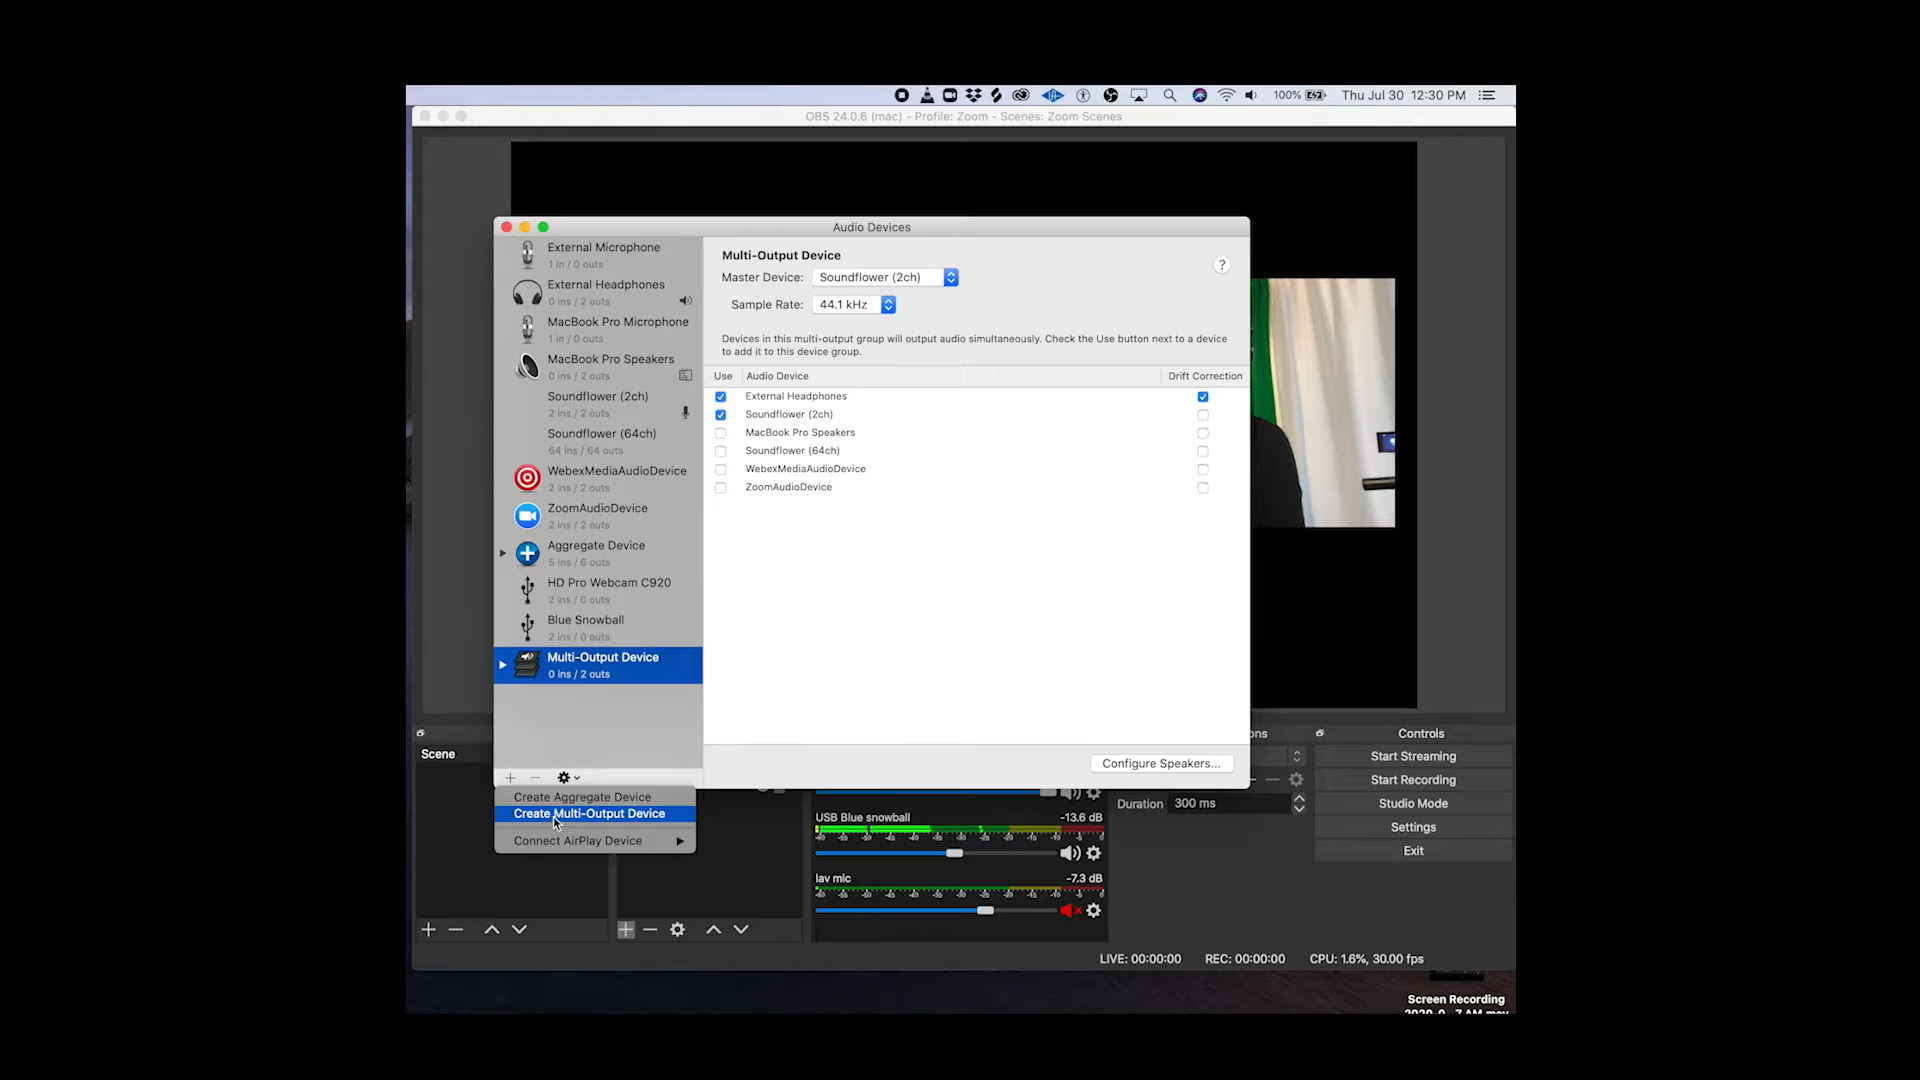 100%
Thu Jul 30 12:30 PM
OBS 24.0.6 (mac) - Profile: Zoom - Scenes: Zoom Scenes
Audio Devices
External Microphone
1 in / 0 outs
External Headphones
0 ins / 2 outs
MacBook Pro Microphone
1 in / 0 outs
MacBook Pro Speakers
0 ins / 2 outs
Soundflower (2ch)
2 ins / 2 outs
Soundflower (64ch)
64 ins / 64 outs
WebexMediaAudioDevice
2 ins / 2 outs
ZoomAudioDevice
2 ins / 2 outs
Aggregate Device
5 ins / 6 outs
HD Pro Webcam C920
2 ins / 0 outs
Blue Snowball
2 ins / 0 outs
Multi-Output Device
0 ins / 2 outs
Multi-Output Device
?
Master Device: Soundflower (2ch)
Sample Rate: 44.1 kHz
Devices in this multi-output group will output audio simultaneously. Check the Use button next to a device
to add it to this device group.
Use Audio Device Drift Correction
External Headphones
Soundflower (2ch)
MacBook Pro Speakers
Soundflower (64ch)
WebexMediaAudioDevice
ZoomAudioDevice
Configure Speakers...
Create Aggregate Device
Create Multi-Output Device
Connect AirPlay Device
Scene
USB Blue snowball -13.6 dB
lav mic -7.3 dB
ons
Duration 300 ms
Controls
Start Streaming
Start Recording
Studio Mode
Settings
Exit
LIVE: 00:00:00 REC: 00:00:00 CPU: 1.6%, 30.00 fps
Screen Recording